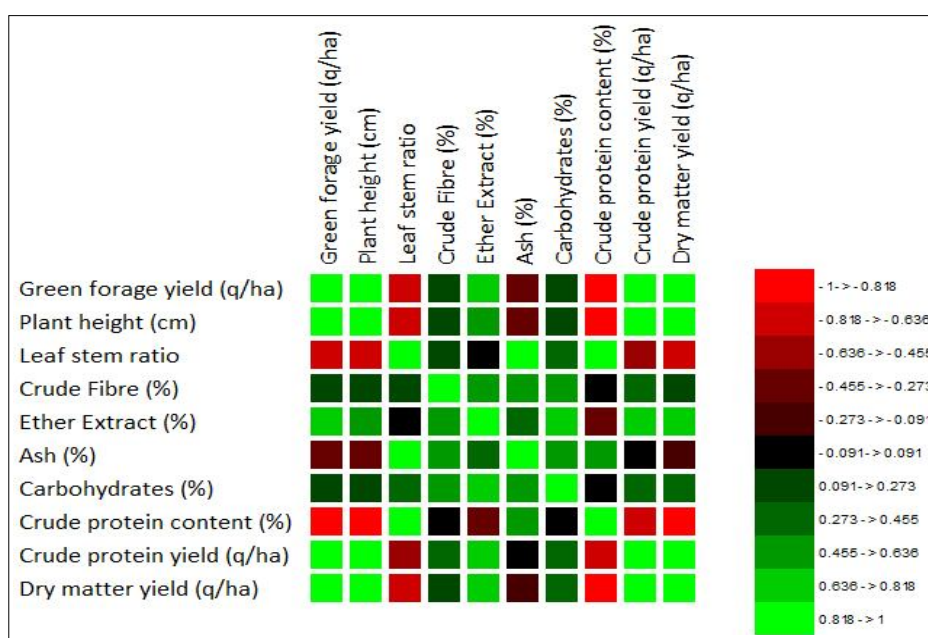 Green forage yield (q/ha)
Plant height (cm)
Leaf stem ratio
Crude Fibre (%)
Ether Extract (%)
Ash (%)
Carbohydrates (%)
Crude protein content (%)
Crude protein yield (q/ha)
Dry matter yield (q/ha)
Green forage yield (q/ha)
Plant height (cm)
Leaf stem ratio
Crude Fibre (%)
Ether Extract (%)
Ash (%)
Carbohydrates (%)
Crude protein content (%)
Crude protein yield (q/ha)
Dry matter yield (q/ha)
-1->-0.818
-0.818->-0.636
-0.636->-0.455
-0.455->-0.273
-0.273->-0.091
-0.091->0.091
0.091->0.273
0.273->0.455
0.455->0.636
0.636->0.818
0.818->1